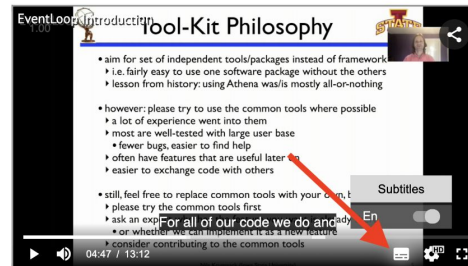 EventLoop Introduction
1.00
Tool-Kit Philosophy
• aim for set of independent tools/packages instead of framework
‣ i.e. fairly easy to use one software package without the others
‣ lesson from history: using Athena was/is mostly all-or-nothing
• however: please try to use the common tools where possible
‣ a lot of experience went into them
‣ most are well-tested with large user base
• fewer bugs, easier to find help
‣ often have features that are useful later on
‣ easier to exchange code with others
• still, feel free to replace common tools with your own, b
‣ please try the common tools first
‣ ask an exp
For all of our code we do and
• or whether we can implement it as a new feature
‣ consider contributing to the common tools
Subtitles
En
04:47 / 13:12
HD